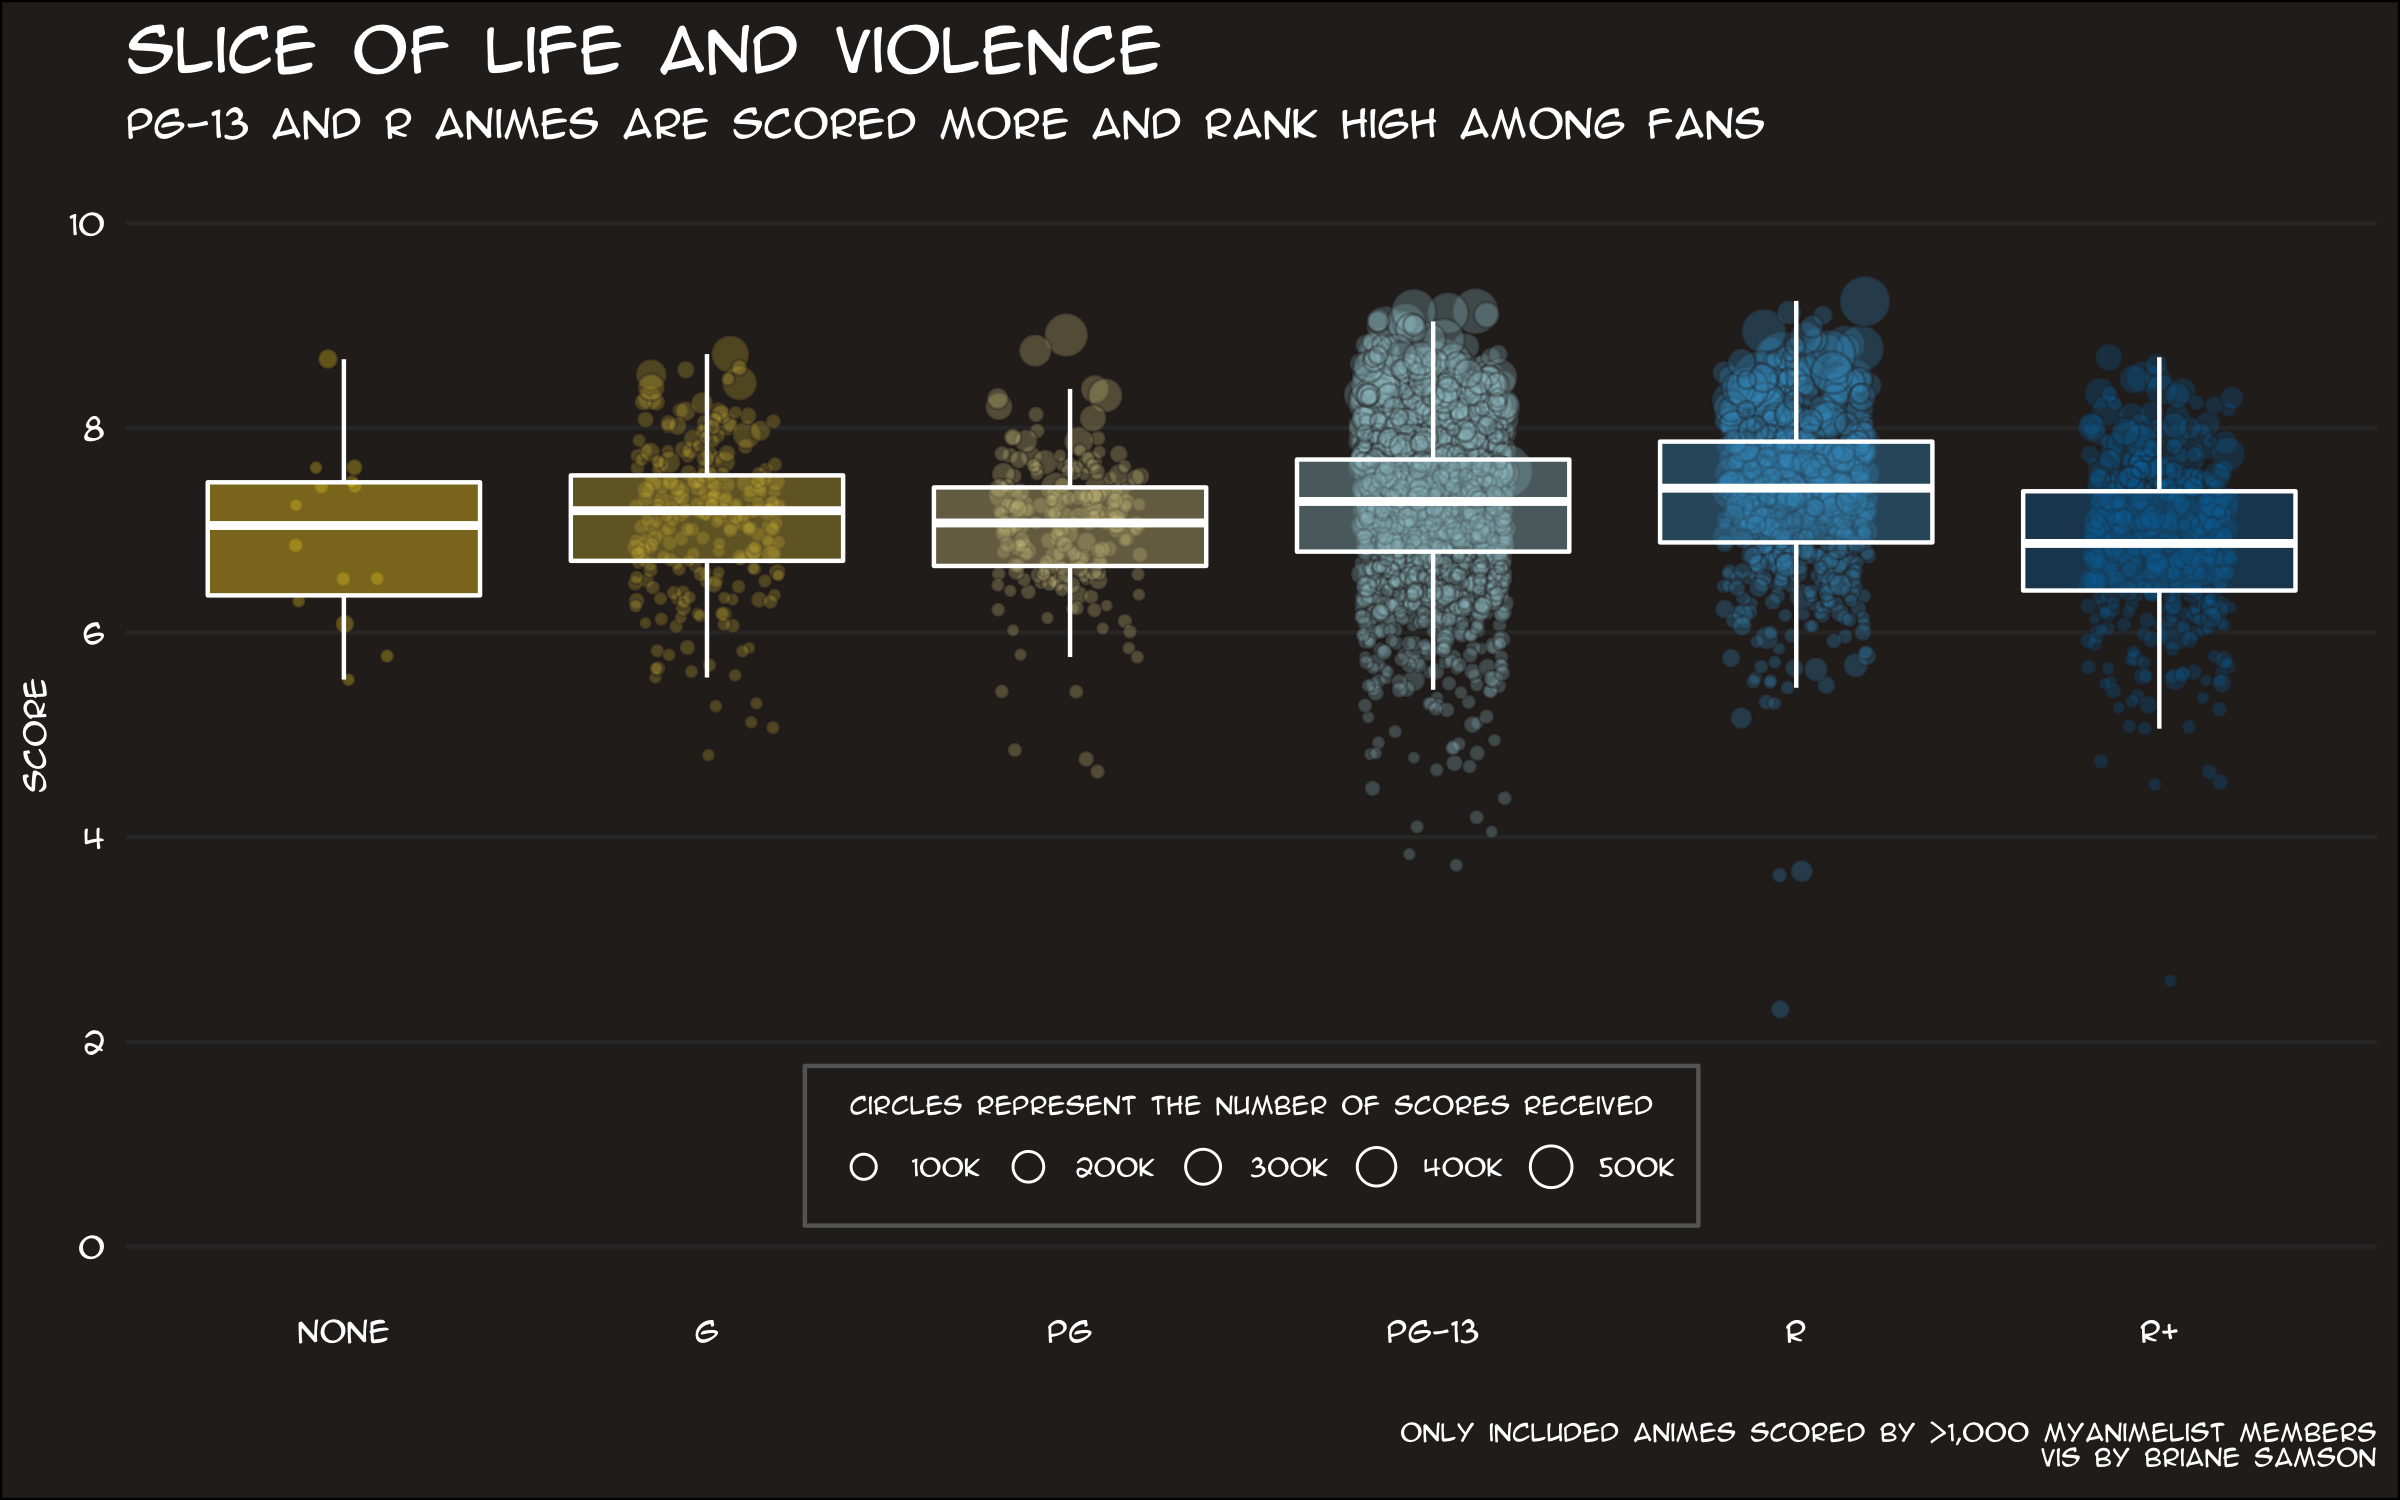 SLICE OF LIFE AND VIOLENCE
PG-13 AND R ANIMES ARE SCORED MORE AND RANK HIGH AMONG FANS
10
8
6
4
2
0
SCORE
CIRCLES REPRESENT THE NUMBER OF SCORES RECEIVED
100K 200K 300K 400K 500K
NONE G PG PG-13 R R+
ONLY INCLUDED ANIMES SCORED BY >1,000 MYANIMELIST MEMBERS
VIS BY BRIANE SAMSON